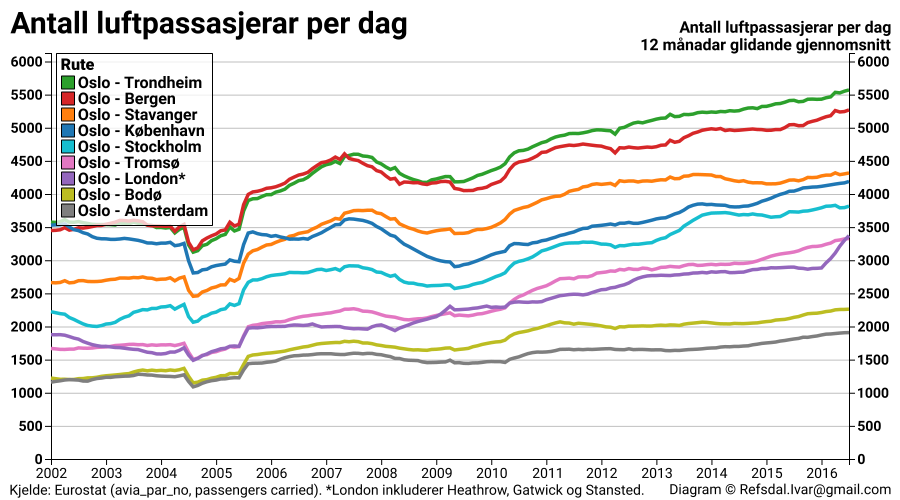 Antall luftpassasjerar per dag
Antall luftpassasjerar per dag
12 månadar glidande gjennomsnitt
6000
5500
5000
4500
4000
3500
3000
2500
2000
1500
1000
500
0
Rute
Oslo - Trondheim
Oslo - Bergen
Oslo - Stavanger
Oslo - København
Oslo - Stockholm
Oslo - Tromsø
Oslo - London*
Oslo - Bodø
Oslo - Amsterdam
6000
5500
5000
4500
4000
3500
3000
2500
2000
1500
1000
500
0
2002 2003 2004 2005 2006 2007 2008 2009 2010 2011 2012 2013 2014 2015 2016
Kjelde: Eurostat (avia_par_no, passengers carried). *London inkluderer Heathrow, Gatwick og Stansted.
Diagram © Refsdal.Ivar@gmail.com